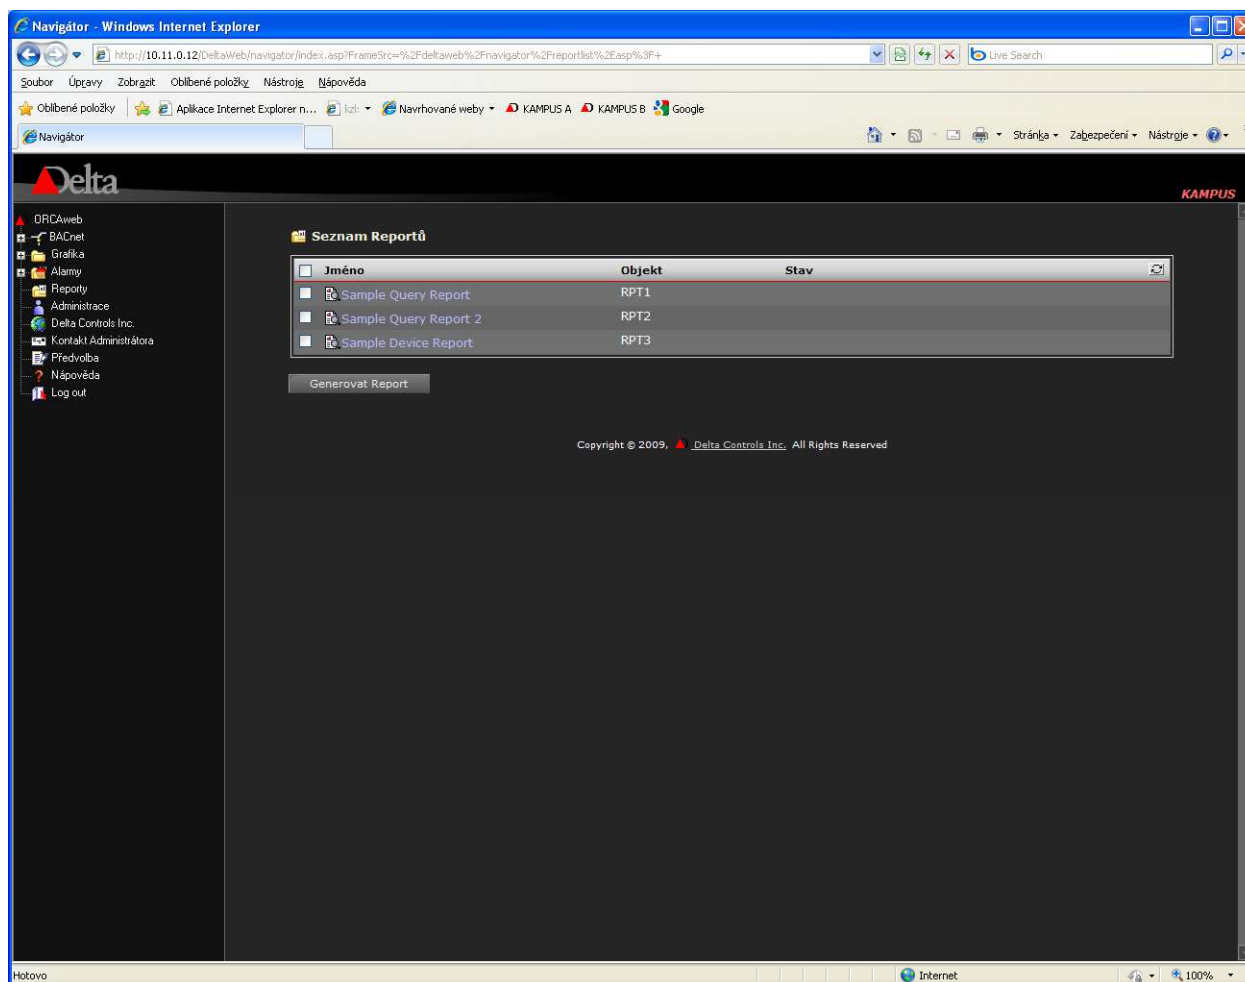 Navigátor - Windows Internet Explorer
http://10.11.0.12/DeltaWeb/navigator/index.asp?FrameSrc=%2Fdeltaweb%2Fnavigator%2Freportlist%2Easp%3F+
Live Search
Soubor Úpravy Zobrazit Oblíbené položky Nástroje Nápověda
Oblíbené položky Aplikace Internet Explorer n... kzl: Navrhované weby KAMPUS A KAMPUS B Google
Navigátor
Stránka Zabezpečení Nástroje
Delta
KAMPUS
ORCAweb
BACnet
Grafika
Alarmy
Reporty
Administrace
Delta Controls Inc.
Kontakt Administrátora
Předvolba
Nápověda
Log out
Seznam Reportů
Jméno Objekt Stav
Sample Query Report RPT1
Sample Query Report 2 RPT2
Sample Device Report RPT3
Generovat Report
Copyright © 2009, Delta Controls Inc. All Rights Reserved
Hotovo
Internet
100%